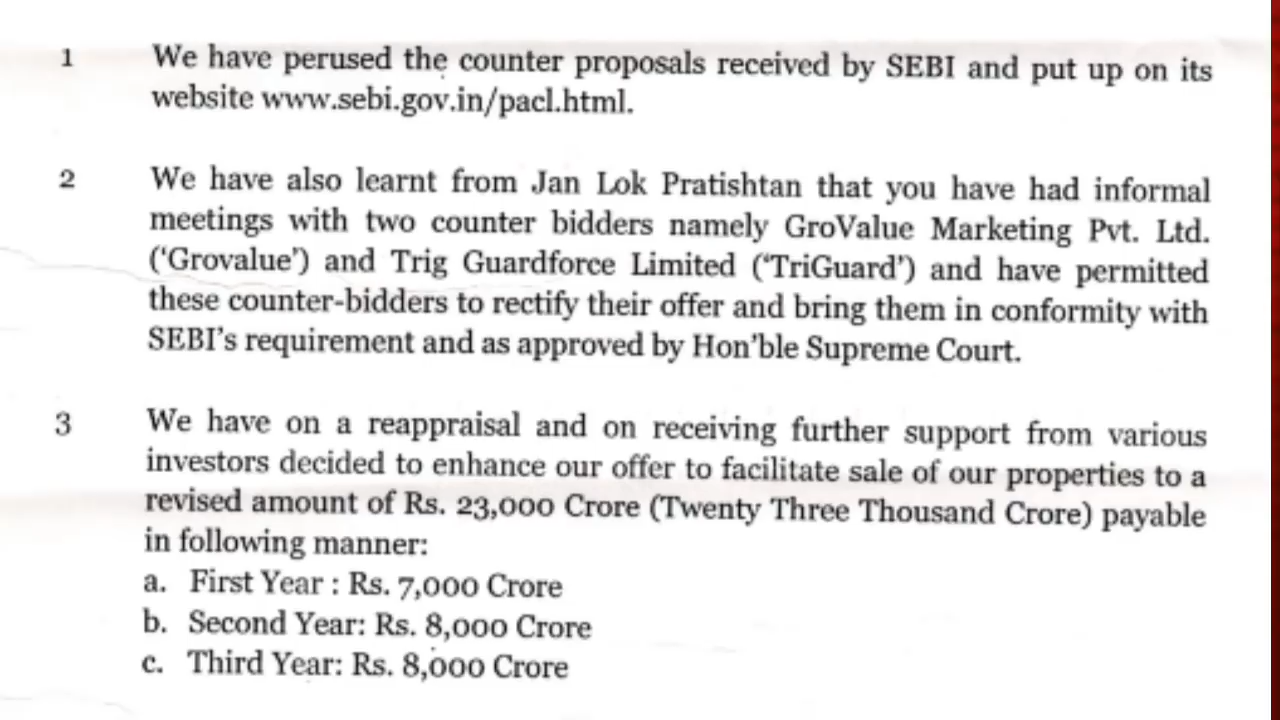 1 We have perused the counter proposals received by SEBI and put up on its
website www.sebi.gov.in/pacl.html.
2 We have also learnt from Jan Lok Pratishtan that you have had informal
meetings with two counter bidders namely GroValue Marketing Pvt. Ltd.
(‘Grovalue’) and Trig Guardforce Limited (‘TriGuard’) and have permitted
these counter-bidders to rectify their offer and bring them in conformity with
SEBI’s requirement and as approved by Hon’ble Supreme Court.
3 We have on a reappraisal and on receiving further support from various
investors decided to enhance our offer to facilitate sale of our properties to a
revised amount of Rs. 23,000 Crore (Twenty Three Thousand Crore) payable
in following manner:
a. First Year : Rs. 7,000 Crore
b. Second Year: Rs. 8,000 Crore
c. Third Year: Rs. 8,000 Crore